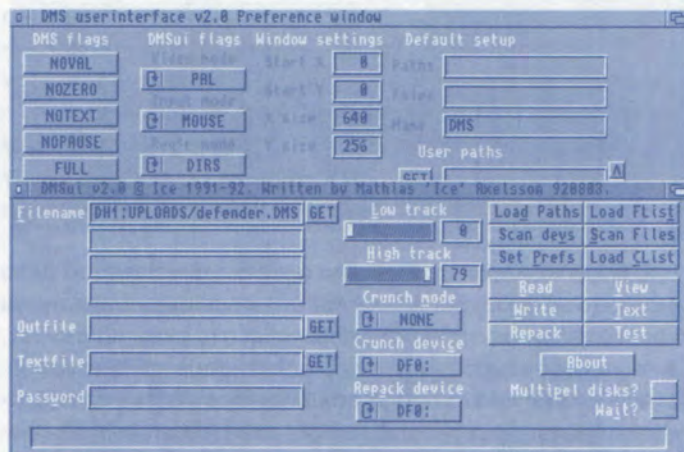 DMS userinterface v2.0 Preference window
DMS flags DMSui flags Window settings Default setup
NOVAL Video mode Start X 0 Paths
NOZERO PAL Start Y 0 Files
NOTEXT Input mode X size 640 Name DMS
NOPAUSE MOUSE Y size 256 User paths
FULL DIRS GET A
DMSui v2.0 © Ice 1991-92. Written by Mathias 'Ice' Axelsson 920803.
Filename DH1:UPLOADS/defender.DMS GET Low track 0 Load Paths Load FList
Scan devs Scan Files
High track 79 Set Prefs Load CList
Crunch mode Read View
Outfile GET NONE Write Text
Crunch device Repack Test
Textfile GET DF0: About
Repack device Multipel disks?
Password DF0: Wait?